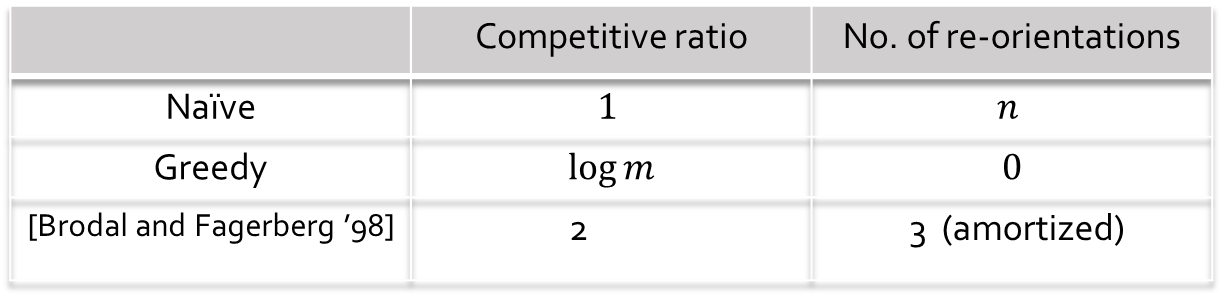 Competitive ratio No. of re-orientations
Naïve 1 n
Greedy log m 0
[Brodal and Fagerberg ’98] 2 3 (amortized)